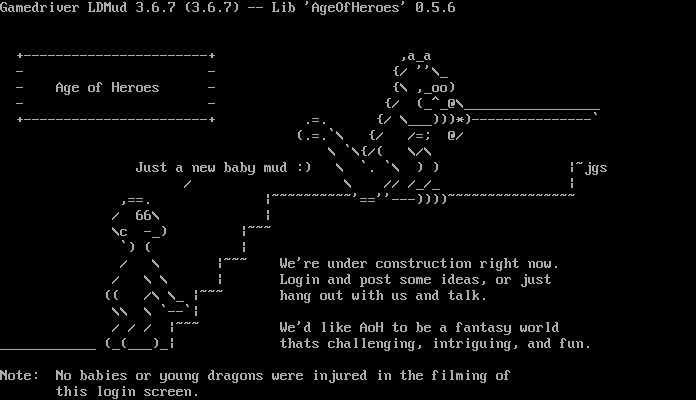 Gamedriver LDMud 3.6.7 (3.6.7) -- Lib 'AgeOfHeroes' 0.5.6
Age of Heroes
Just a new baby mud :)
jgs
We're under construction right now.
Login and post some ideas, or just
hang out with us and talk.
We'd like AoH to be a fantasy world
thats challenging, intriguing, and fun.
Note: No babies or young dragons were injured in the filming of
this login screen.